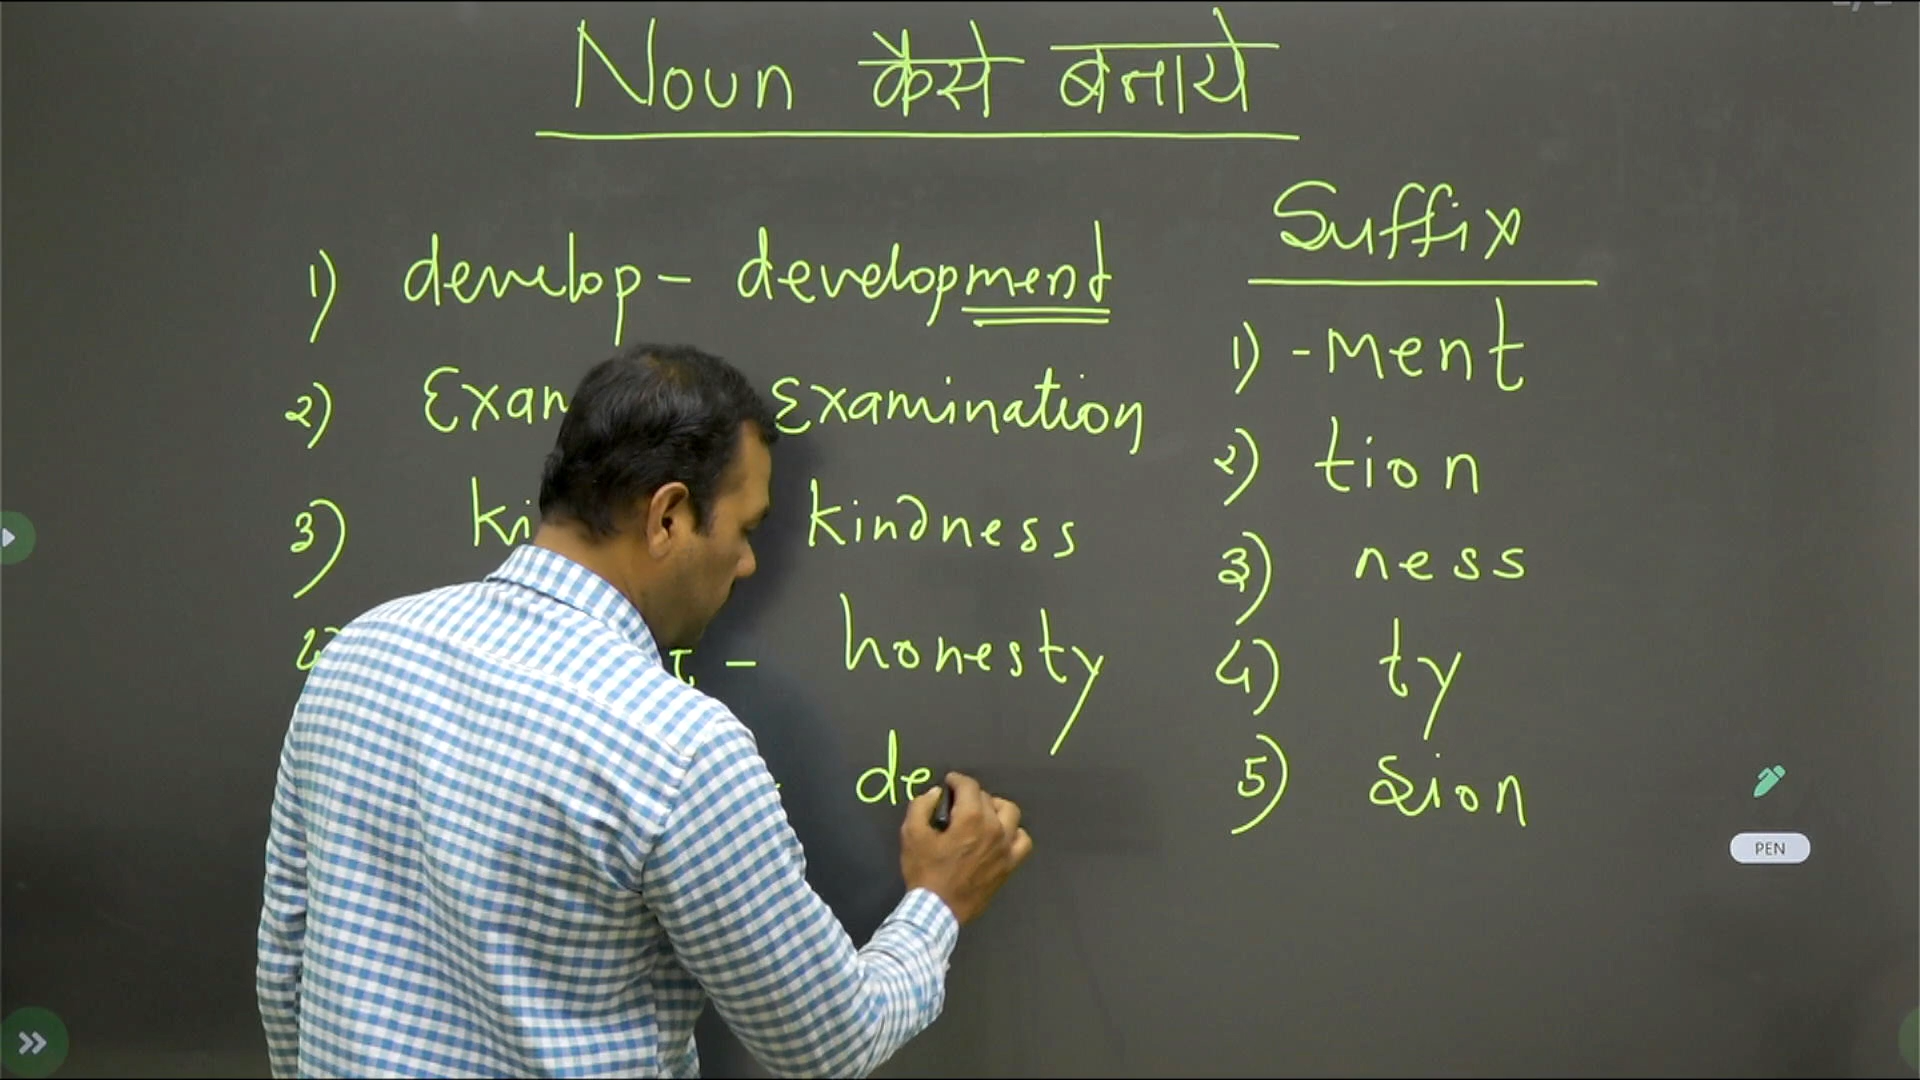 Noun कैसे बनाये
1) develop - development
2) Exam Examination
3) ki kindness
- honesty
de
Suffix
1) - ment
2) tion
3) ness
4) ty
5) sion
PEN